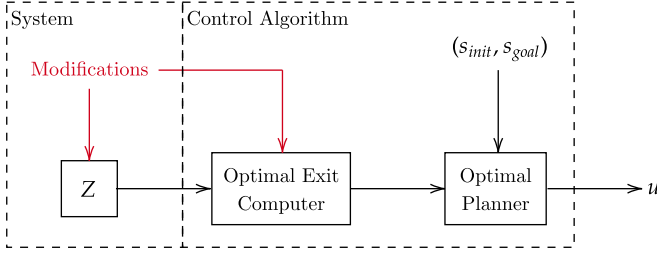 System
Control Algorithm
Modifications
(s_init, s_goal)
Z
Optimal Exit
Computer
Optimal
Planner
u